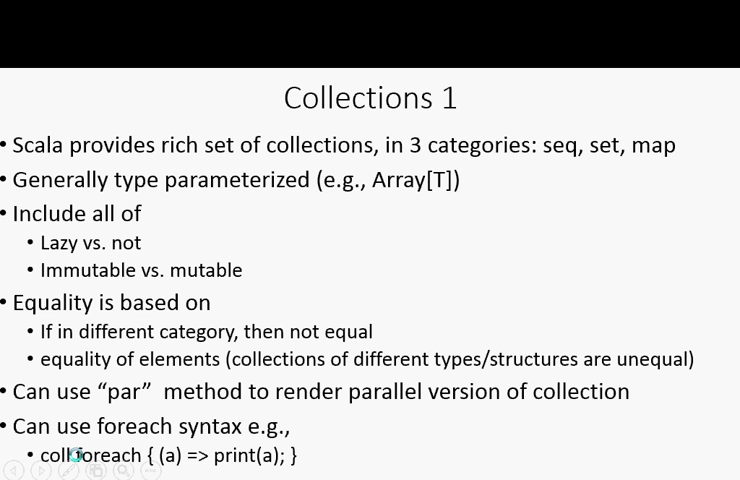 Collections 1
• Scala provides rich set of collections, in 3 categories: seq, set, map
• Generally type parameterized (e.g., Array[T])
• Include all of
• Lazy vs. not
• Immutable vs. mutable
• Equality is based on
• If in different category, then not equal
• equality of elements (collections of different types/structures are unequal)
• Can use “par”  method to render parallel version of collection
• Can use foreach syntax e.g.,
• coll foreach { (a) => print(a); }